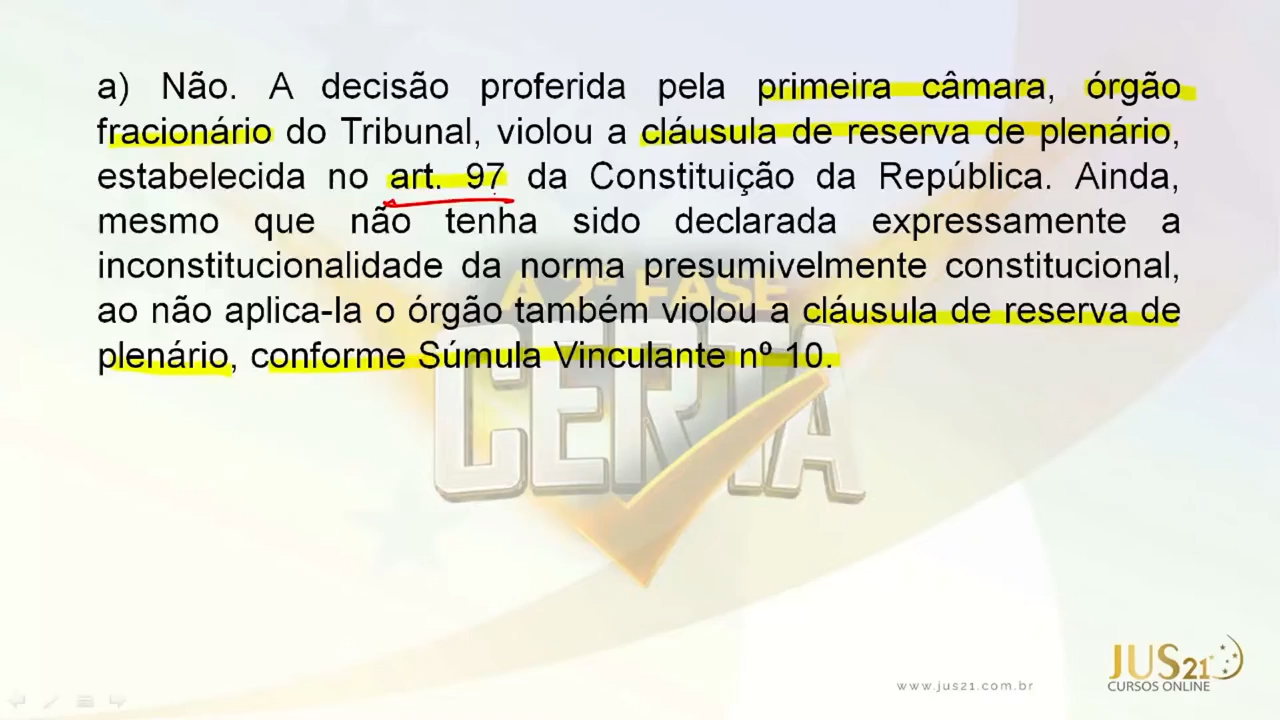 a) Não. A decisão proferida pela primeira câmara, órgão
fracionário do Tribunal, violou a cláusula de reserva de plenário,
estabelecida no art. 97 da Constituição da República. Ainda,
mesmo que não tenha sido declarada expressamente a
inconstitucionalidade da norma presumivelmente constitucional,
ao não aplica-la o órgão também violou a cláusula de reserva de
plenário, conforme Súmula Vinculante nº 10.
A 2ª FASE
CERTA
JUS21
CURSOS ONLINE
www.jus21.com.br